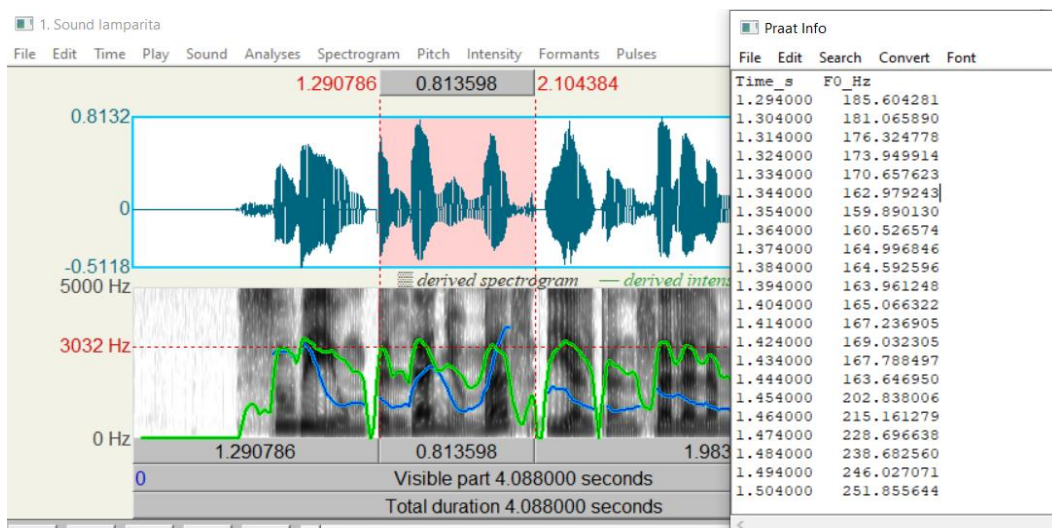 1. Sound lamparita
File Edit Time Play Sound Analyses Spectrogram Pitch Intensity Formants Pulses
1.290786 0.813598 2.104384
0.8132
0
-0.5118
5000 Hz
derived spectrogram — derived intens
3032 Hz
0 Hz
1.290786 0.813598 1.983
0 Visible part 4.088000 seconds
Total duration 4.088000 seconds
Praat Info
File Edit Search Convert Font
Time_s F0_Hz
1.294000 185.604281
1.304000 181.065890
1.314000 176.324778
1.324000 173.949914
1.334000 170.657623
1.344000 162.979243
1.354000 159.890130
1.364000 160.526574
1.374000 164.996846
1.384000 164.592596
1.394000 163.961248
1.404000 165.066322
1.414000 167.236905
1.424000 169.032305
1.434000 167.788497
1.444000 163.646950
1.454000 202.838006
1.464000 215.161279
1.474000 228.696638
1.484000 238.682560
1.494000 246.027071
1.504000 251.855644